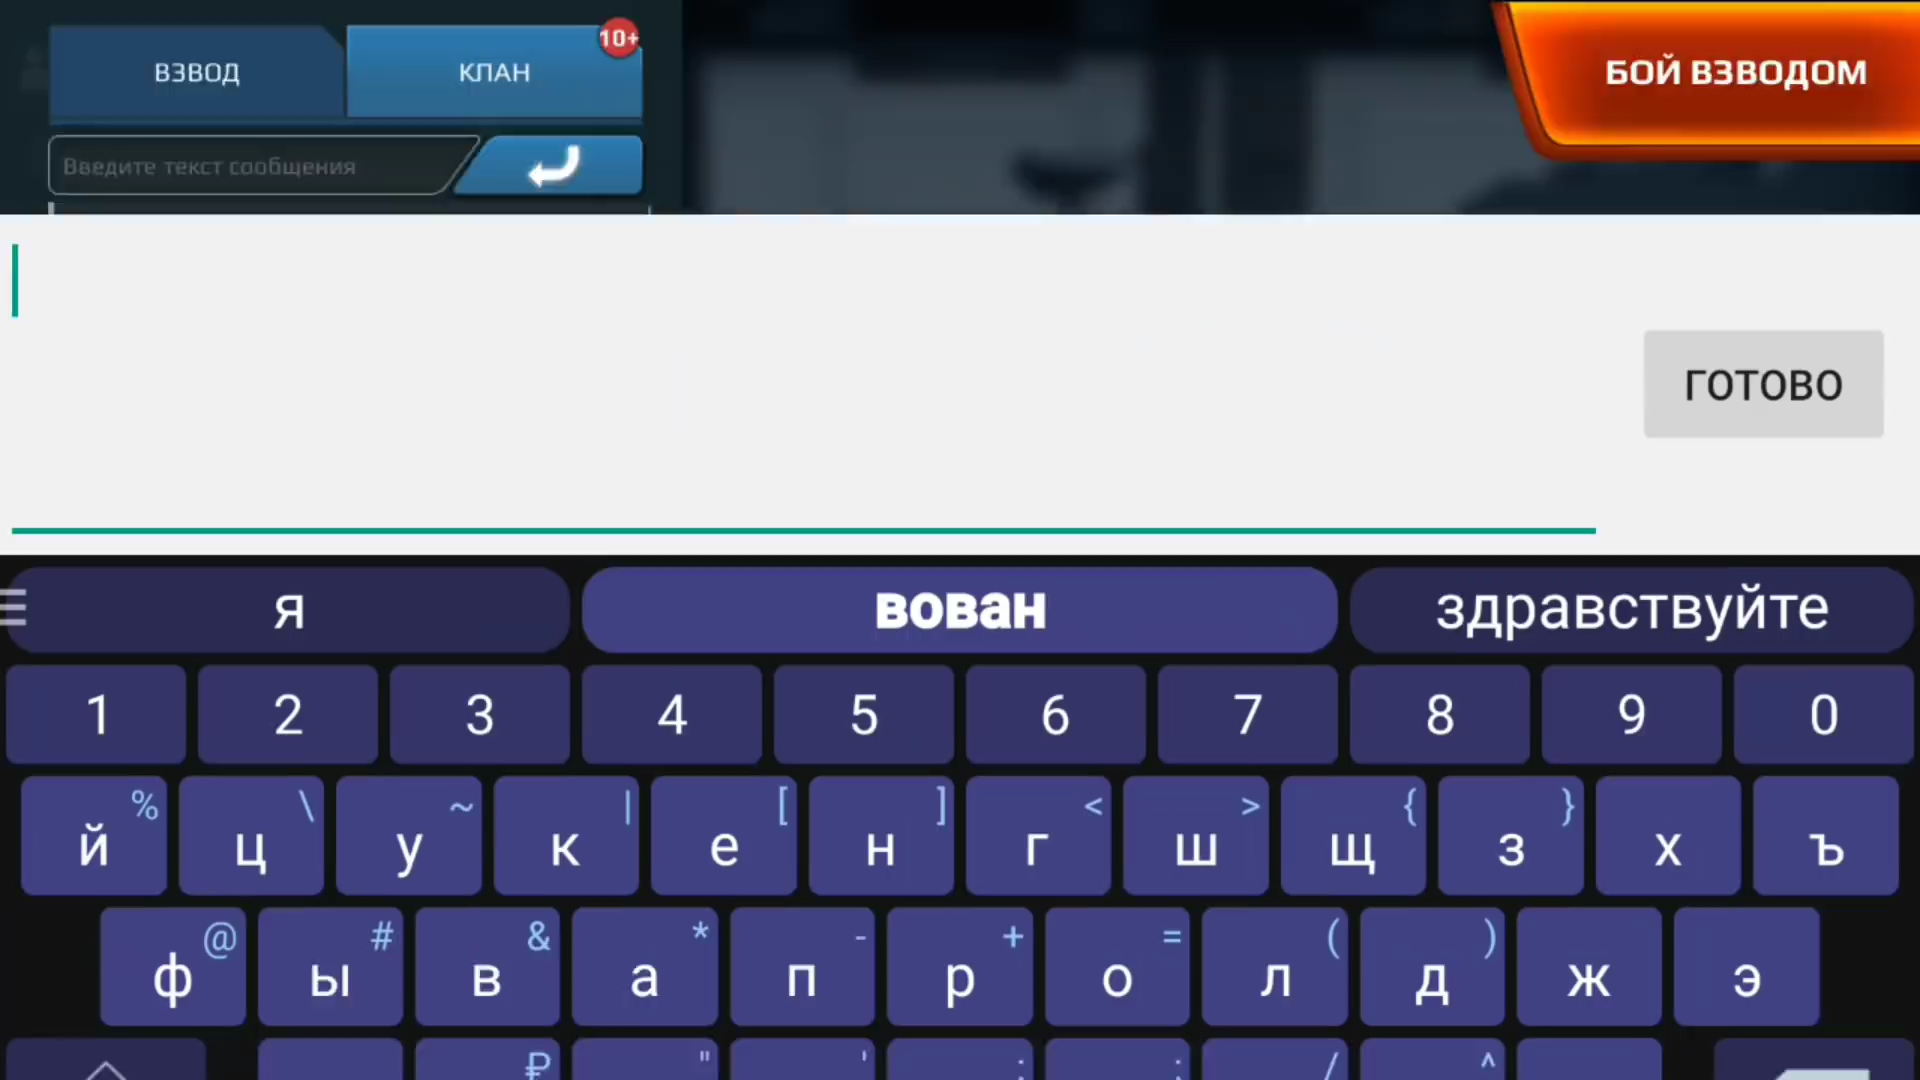 ВЗВОД КЛАН 10+
БОЙ ВЗВОДОМ
Введите текст сообщения
ГОТОВО
я вован здравствуйте
1 2 3 4 5 6 7 8 9 0
% \ ~ | [ ] < > { }
й ц у к е н г ш щ з х ъ
@ # & * - + = ( )
ф ы в а п р о л д ж э
₽ " ' : ; / ^